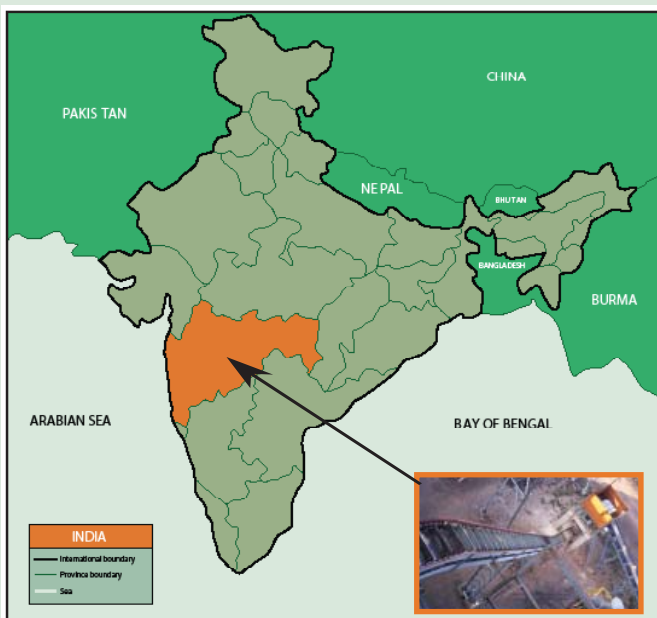 CHINA
PAKIS TAN
NEPAL
BHUTAN
BANGLADESH
BURMA
ARABIAN SEA
BAY OF BENGAL
INDIA
International boundary
Province boundary
Sea